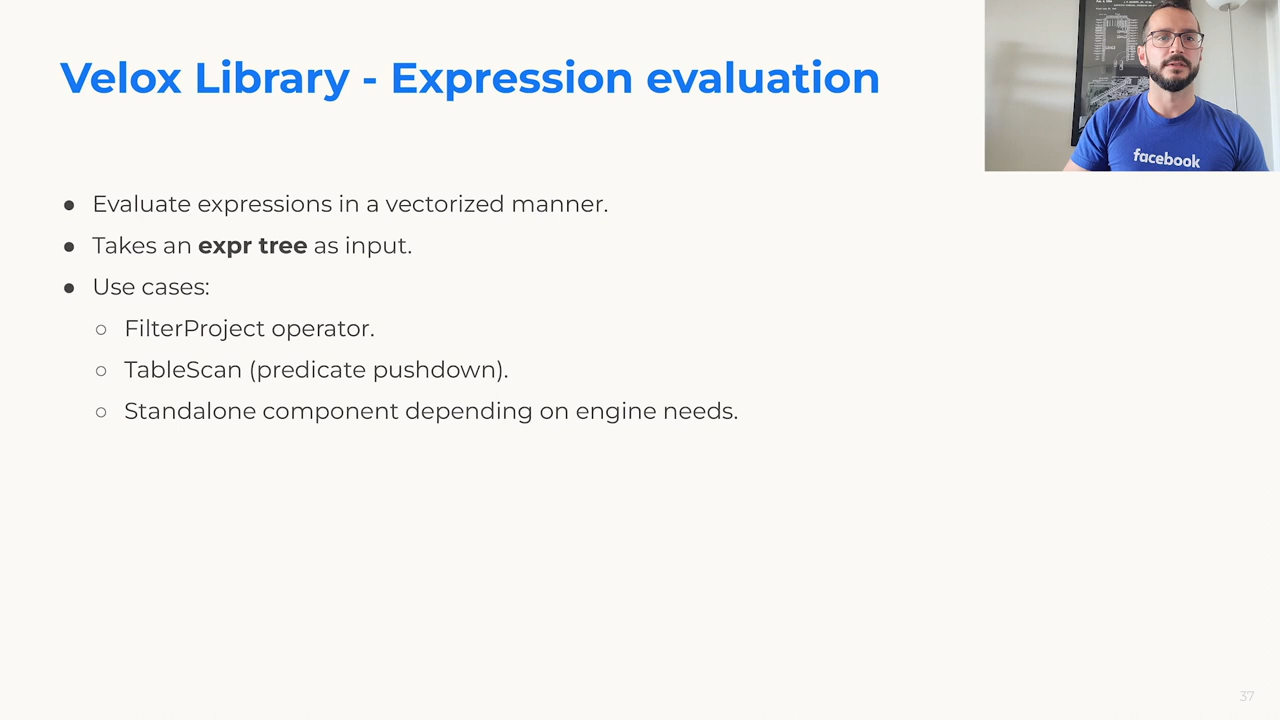 Velox Library - Expression evaluation
facebook
● Evaluate expressions in a vectorized manner.
● Takes an expr tree as input.
● Use cases:
○ FilterProject operator.
○ TableScan (predicate pushdown).
○ Standalone component depending on engine needs.
37